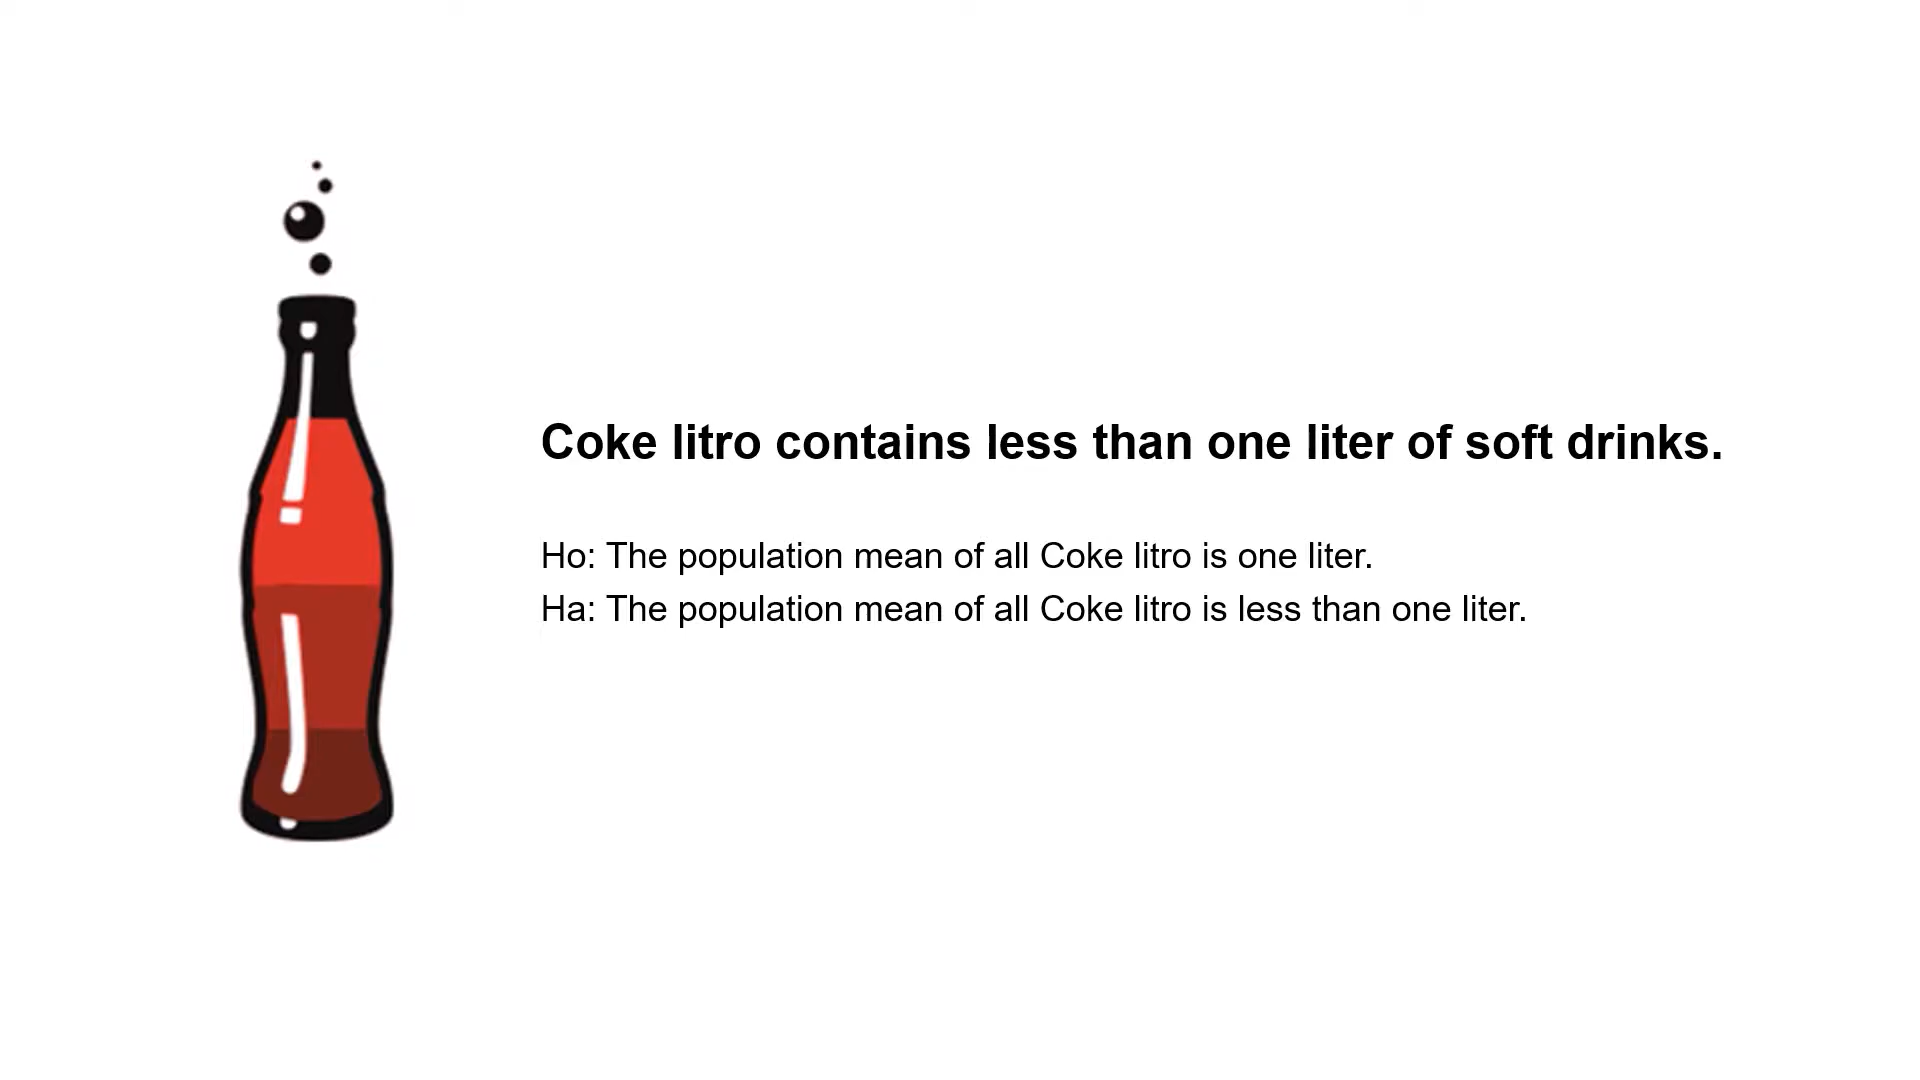 Coke litro contains less than one liter of soft drinks.
Ho: The population mean of all Coke litro is one liter.
Ha: The population mean of all Coke litro is less than one liter.